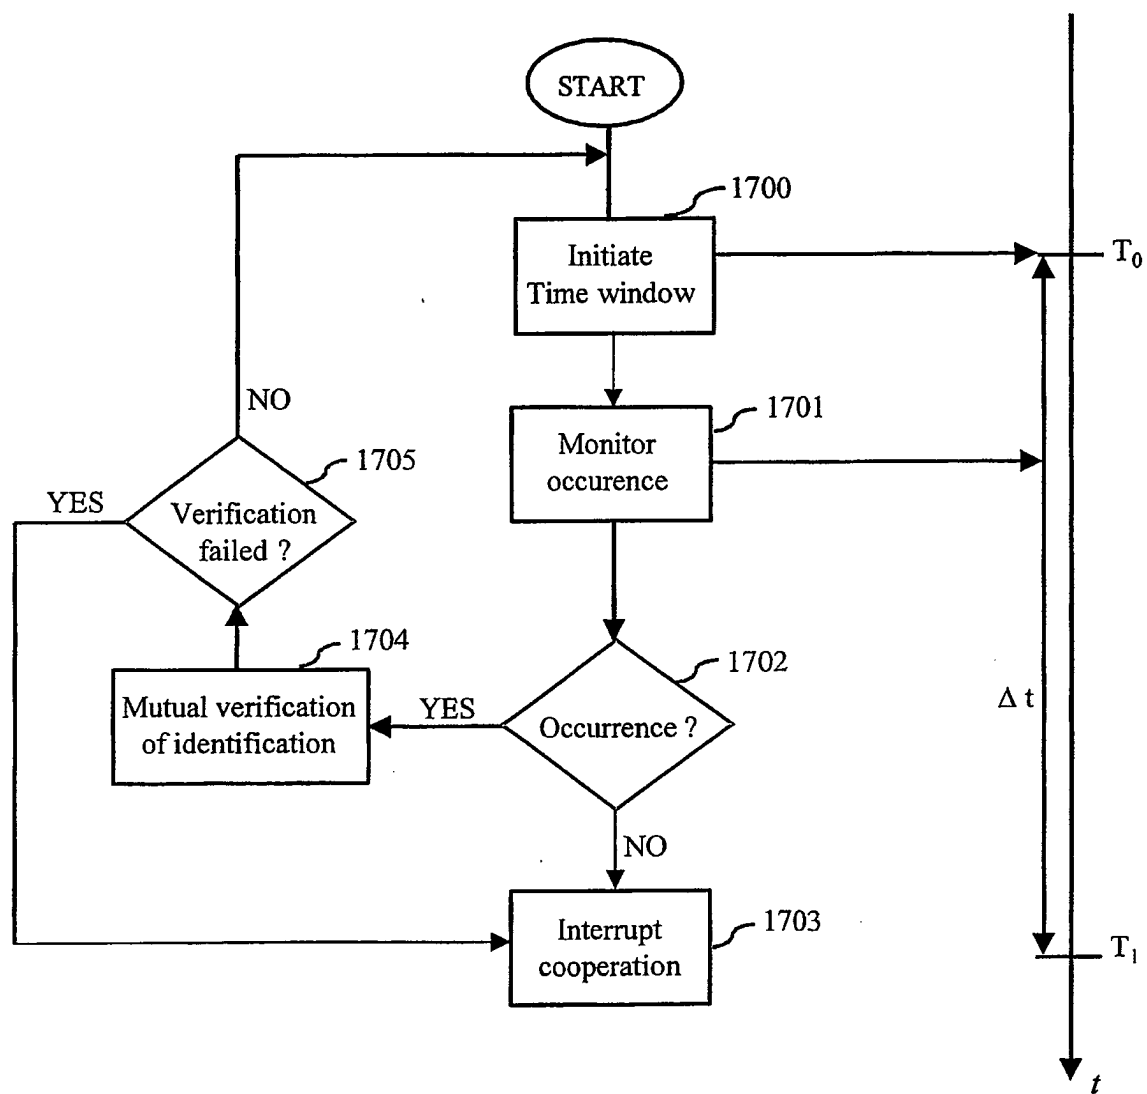 START
1700
Initiate
Time window
T0
NO
1701
Monitor
occurence
1705
YES
Verification
failed ?
1704
1702
Mutual verification
of identification
YES
Occurrence ?
Δ t
NO
Interrupt
cooperation
1703
T1
t